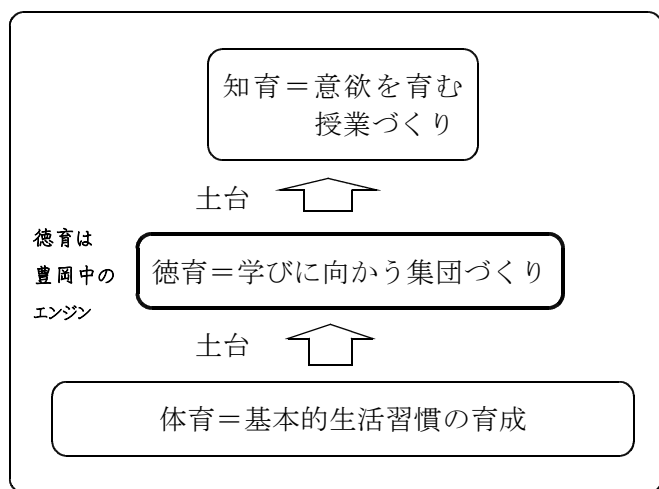 知育＝意欲を育む
授業づくり
土台
徳育は
豊岡中の
エンジン
徳育＝学びに向かう集団づくり
土台
体育＝基本的生活習慣の育成